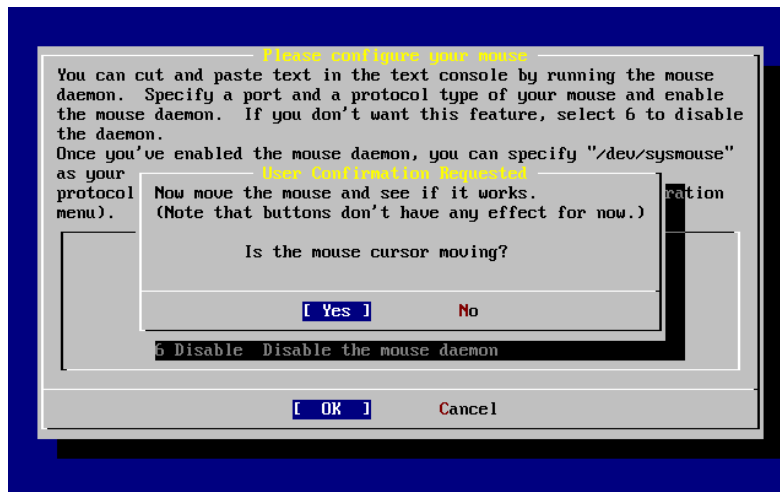 Please configure your mouse
You can cut and paste text in the text console by running the mouse
daemon.  Specify a port and a protocol type of your mouse and enable
the mouse daemon.  If you don't want this feature, select 6 to disable
the daemon.
Once you've enabled the mouse daemon, you can specify "/dev/sysmouse"
as your
User Confirmation Requested
protocol
ration
menu).
Now move the mouse and see if it works.
(Note that buttons don't have any effect for now.)
Is the mouse cursor moving?
[ Yes ]    No
6 Disable  Disable the mouse daemon
[ OK ]    Cancel